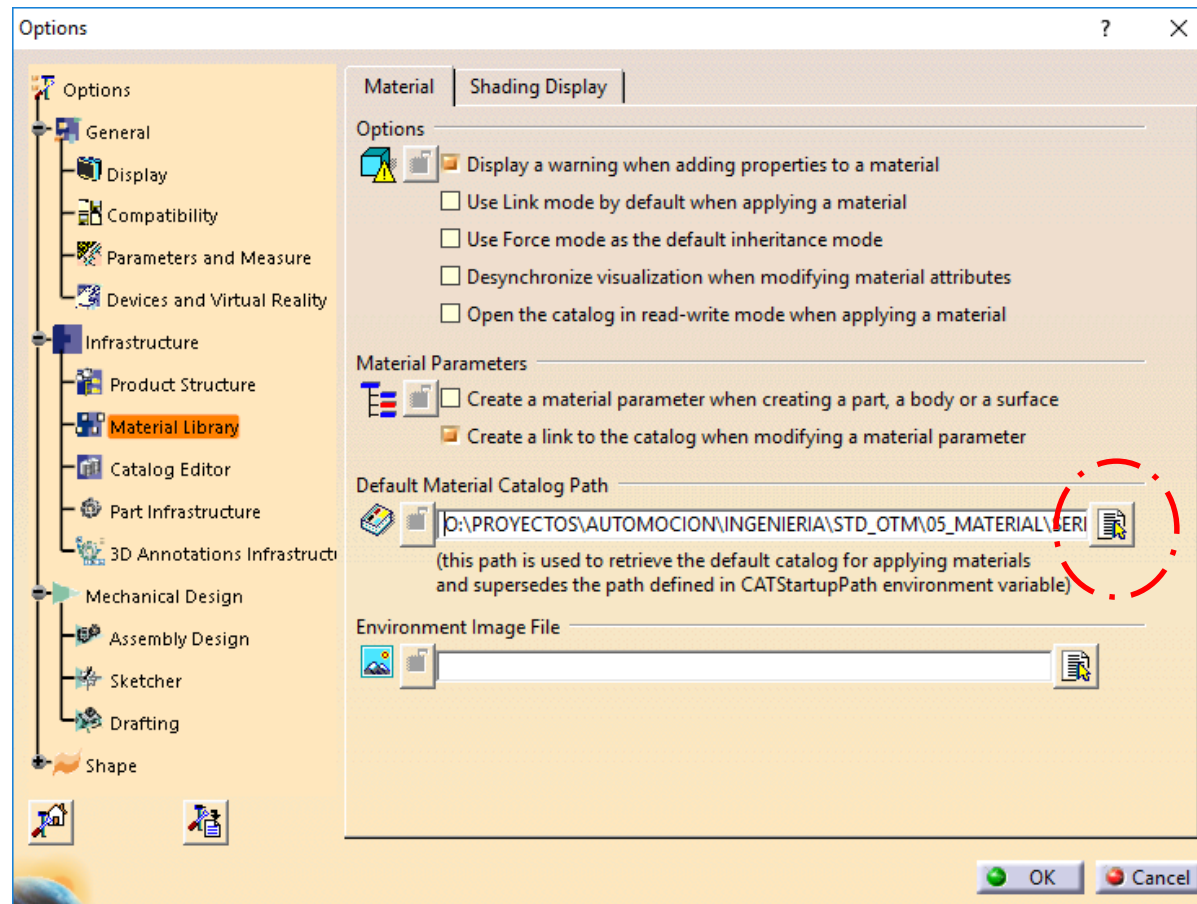 Options
?
Options
General
Display
Compatibility
Parameters and Measure
Devices and Virtual Reality
Infrastructure
Product Structure
Material Library
Catalog Editor
Part Infrastructure
3D Annotations Infrastructu
Mechanical Design
Assembly Design
Sketcher
Drafting
Shape
Material
Shading Display
Options
Display a warning when adding properties to a material
Use Link mode by default when applying a material
Use Force mode as the default inheritance mode
Desynchronize visualization when modifying material attributes
Open the catalog in read-write mode when applying a material
Material Parameters
Create a material parameter when creating a part, a body or a surface
Create a link to the catalog when modifying a material parameter
Default Material Catalog Path
O:\PROYECTOS\AUTOMOCION\INGENIERIA\STD_OTM\05_MATERIAL\SERI
(this path is used to retrieve the default catalog for applying materials
and supersedes the path defined in CATStartupPath environment variable)
Environment Image File
OK
Cancel